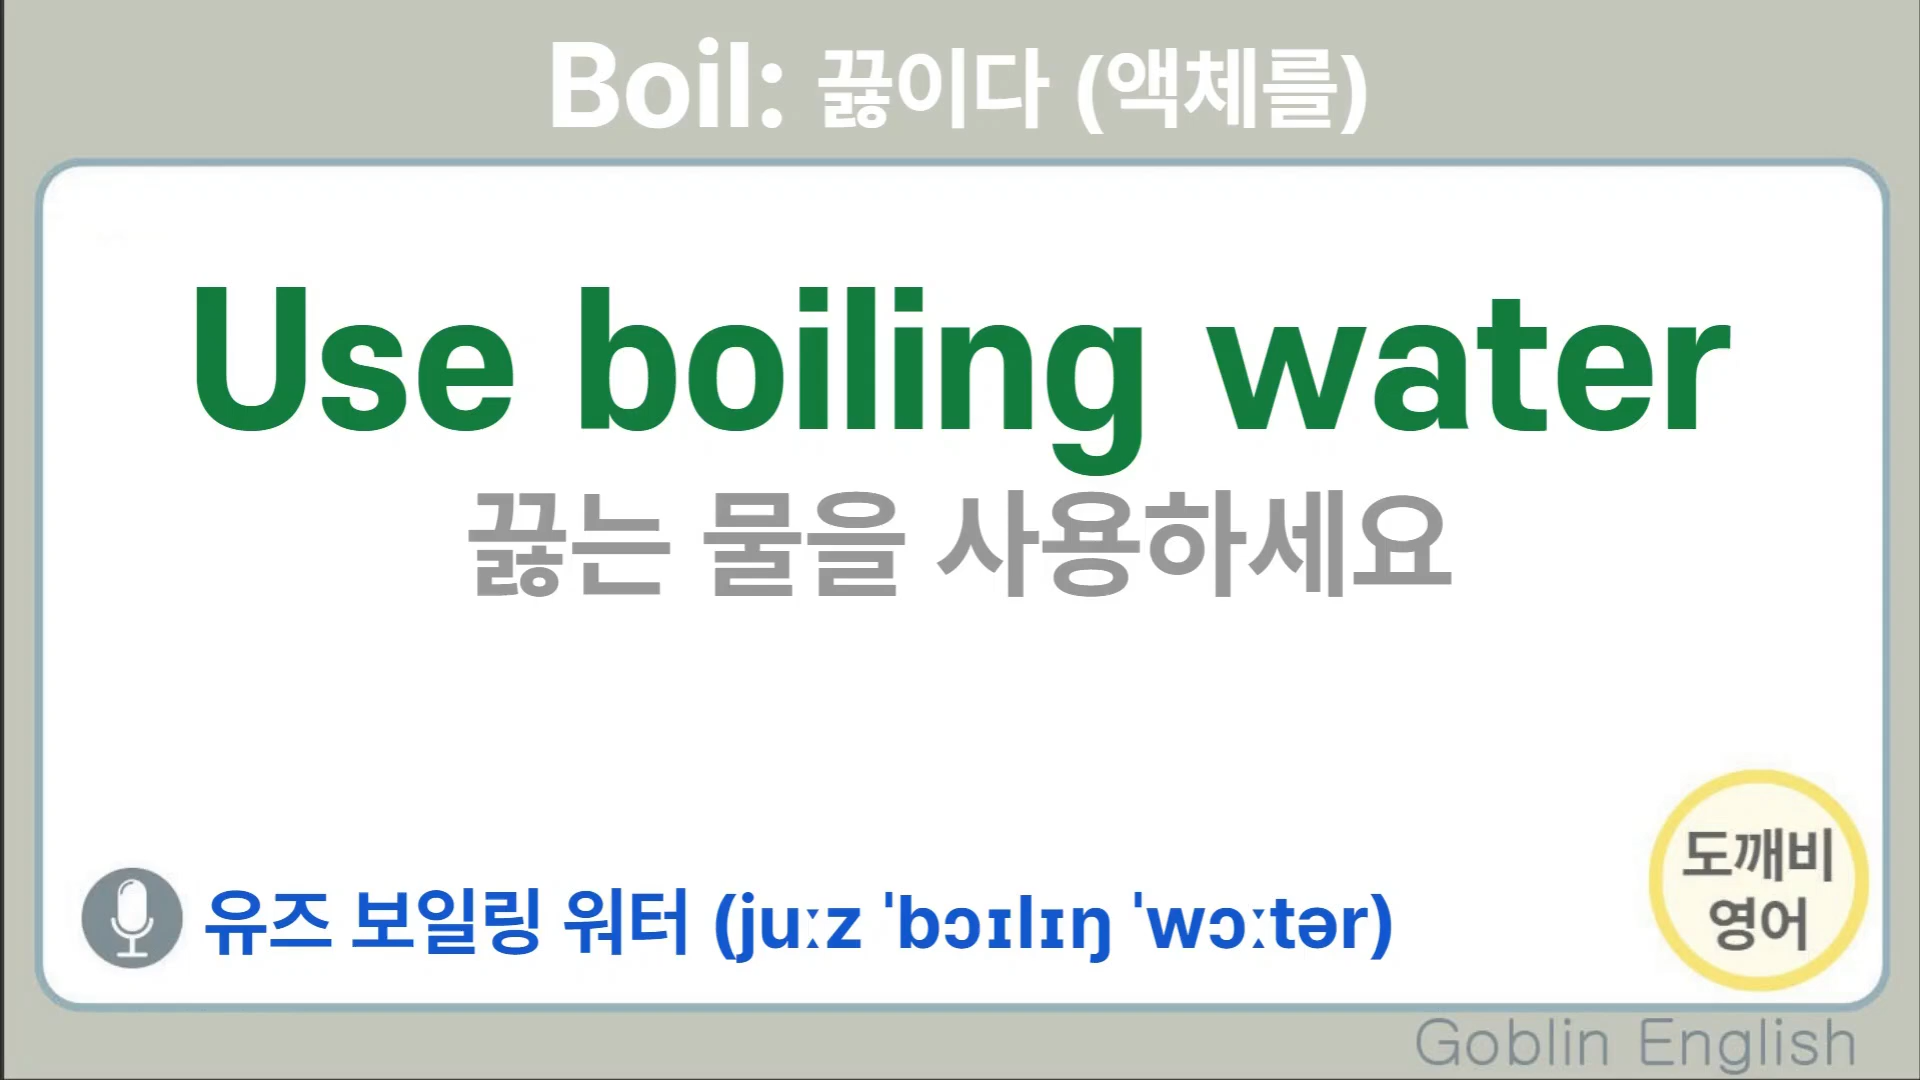 Boil: 끓이다 (액체를)
Use boiling water
끓는 물을 사용하세요
유즈 보일링 워터 (juːz ˈbɔɪlɪŋ ˈwɔːtər)
도깨비
영어
Goblin English